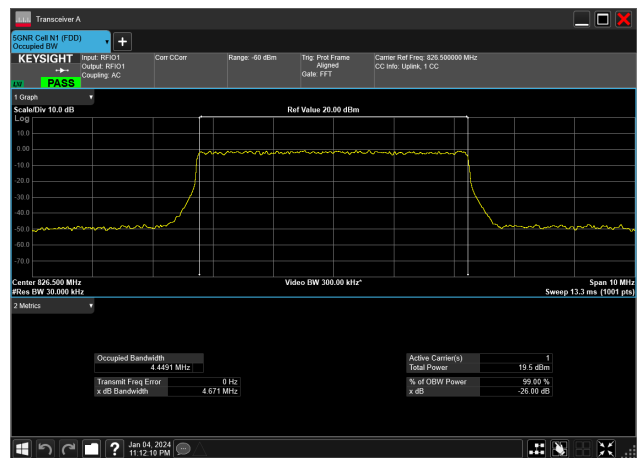 Transceiver A
5GNR Cell N1 (FDD)
Occupied BW
KEYSIGHT
PASS
Input: RFIO1
Output: RFIO1
Coupling: AC
Corr CCorr
Range: -60 dBm
Trig: Prot Frame
Aligned
Gate: FFT
Carrier Ref Freq: 826.500000 MHz
CC Info: Uplink, 1 CC
1 Graph
Scale/Div 10.0 dB
Ref Value 20.00 dBm
Log
10.0
0.00
-10.0
-20.0
-30.0
-40.0
-50.0
-60.0
-70.0
Center 826.500 MHz
Video BW 300.00 kHz*
Span 10 MHz
#Res BW 30.000 kHz
Sweep 13.3 ms (1001 pts)
2 Metrics
Occupied Bandwidth
4.4491 MHz
Transmit Freq Error 0 Hz
x dB Bandwidth 4.671 MHz
Active Carrier(s) 1
Total Power 19.5 dBm
% of OBW Power 99.00 %
x dB -26.00 dB
Jan 04, 2024
11:12:10 PM